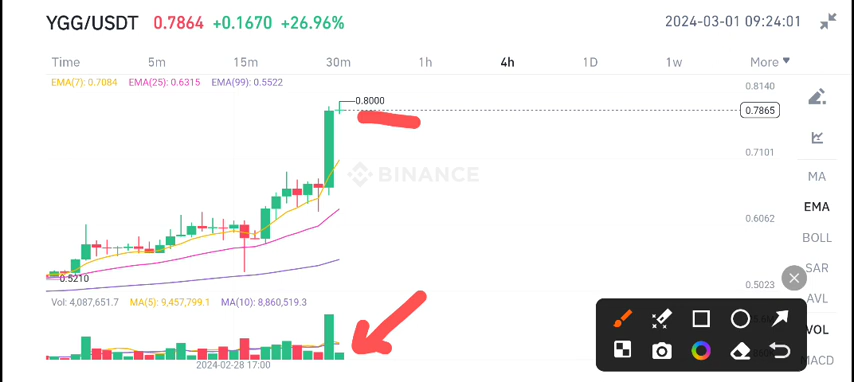 YGG/USDT 0.7864 +0.1670 +26.96% 2024-03-01 09:24:01
Time 5m 15m 30m 1h 4h 1D 1w More
EMA(7): 0.7084 EMA(25): 0.6315 EMA(99): 0.5522
0.8140
0.8000
0.7865
0.7101
BINANCE
MA
EMA
0.6062
BOLL
SAR
0.5210
0.5023
AVL
Vol: 4,087,651.7 MA(5): 9,457,799.1 MA(10): 8,860,519.3
VOL
MACD
2024-02-28 17:00